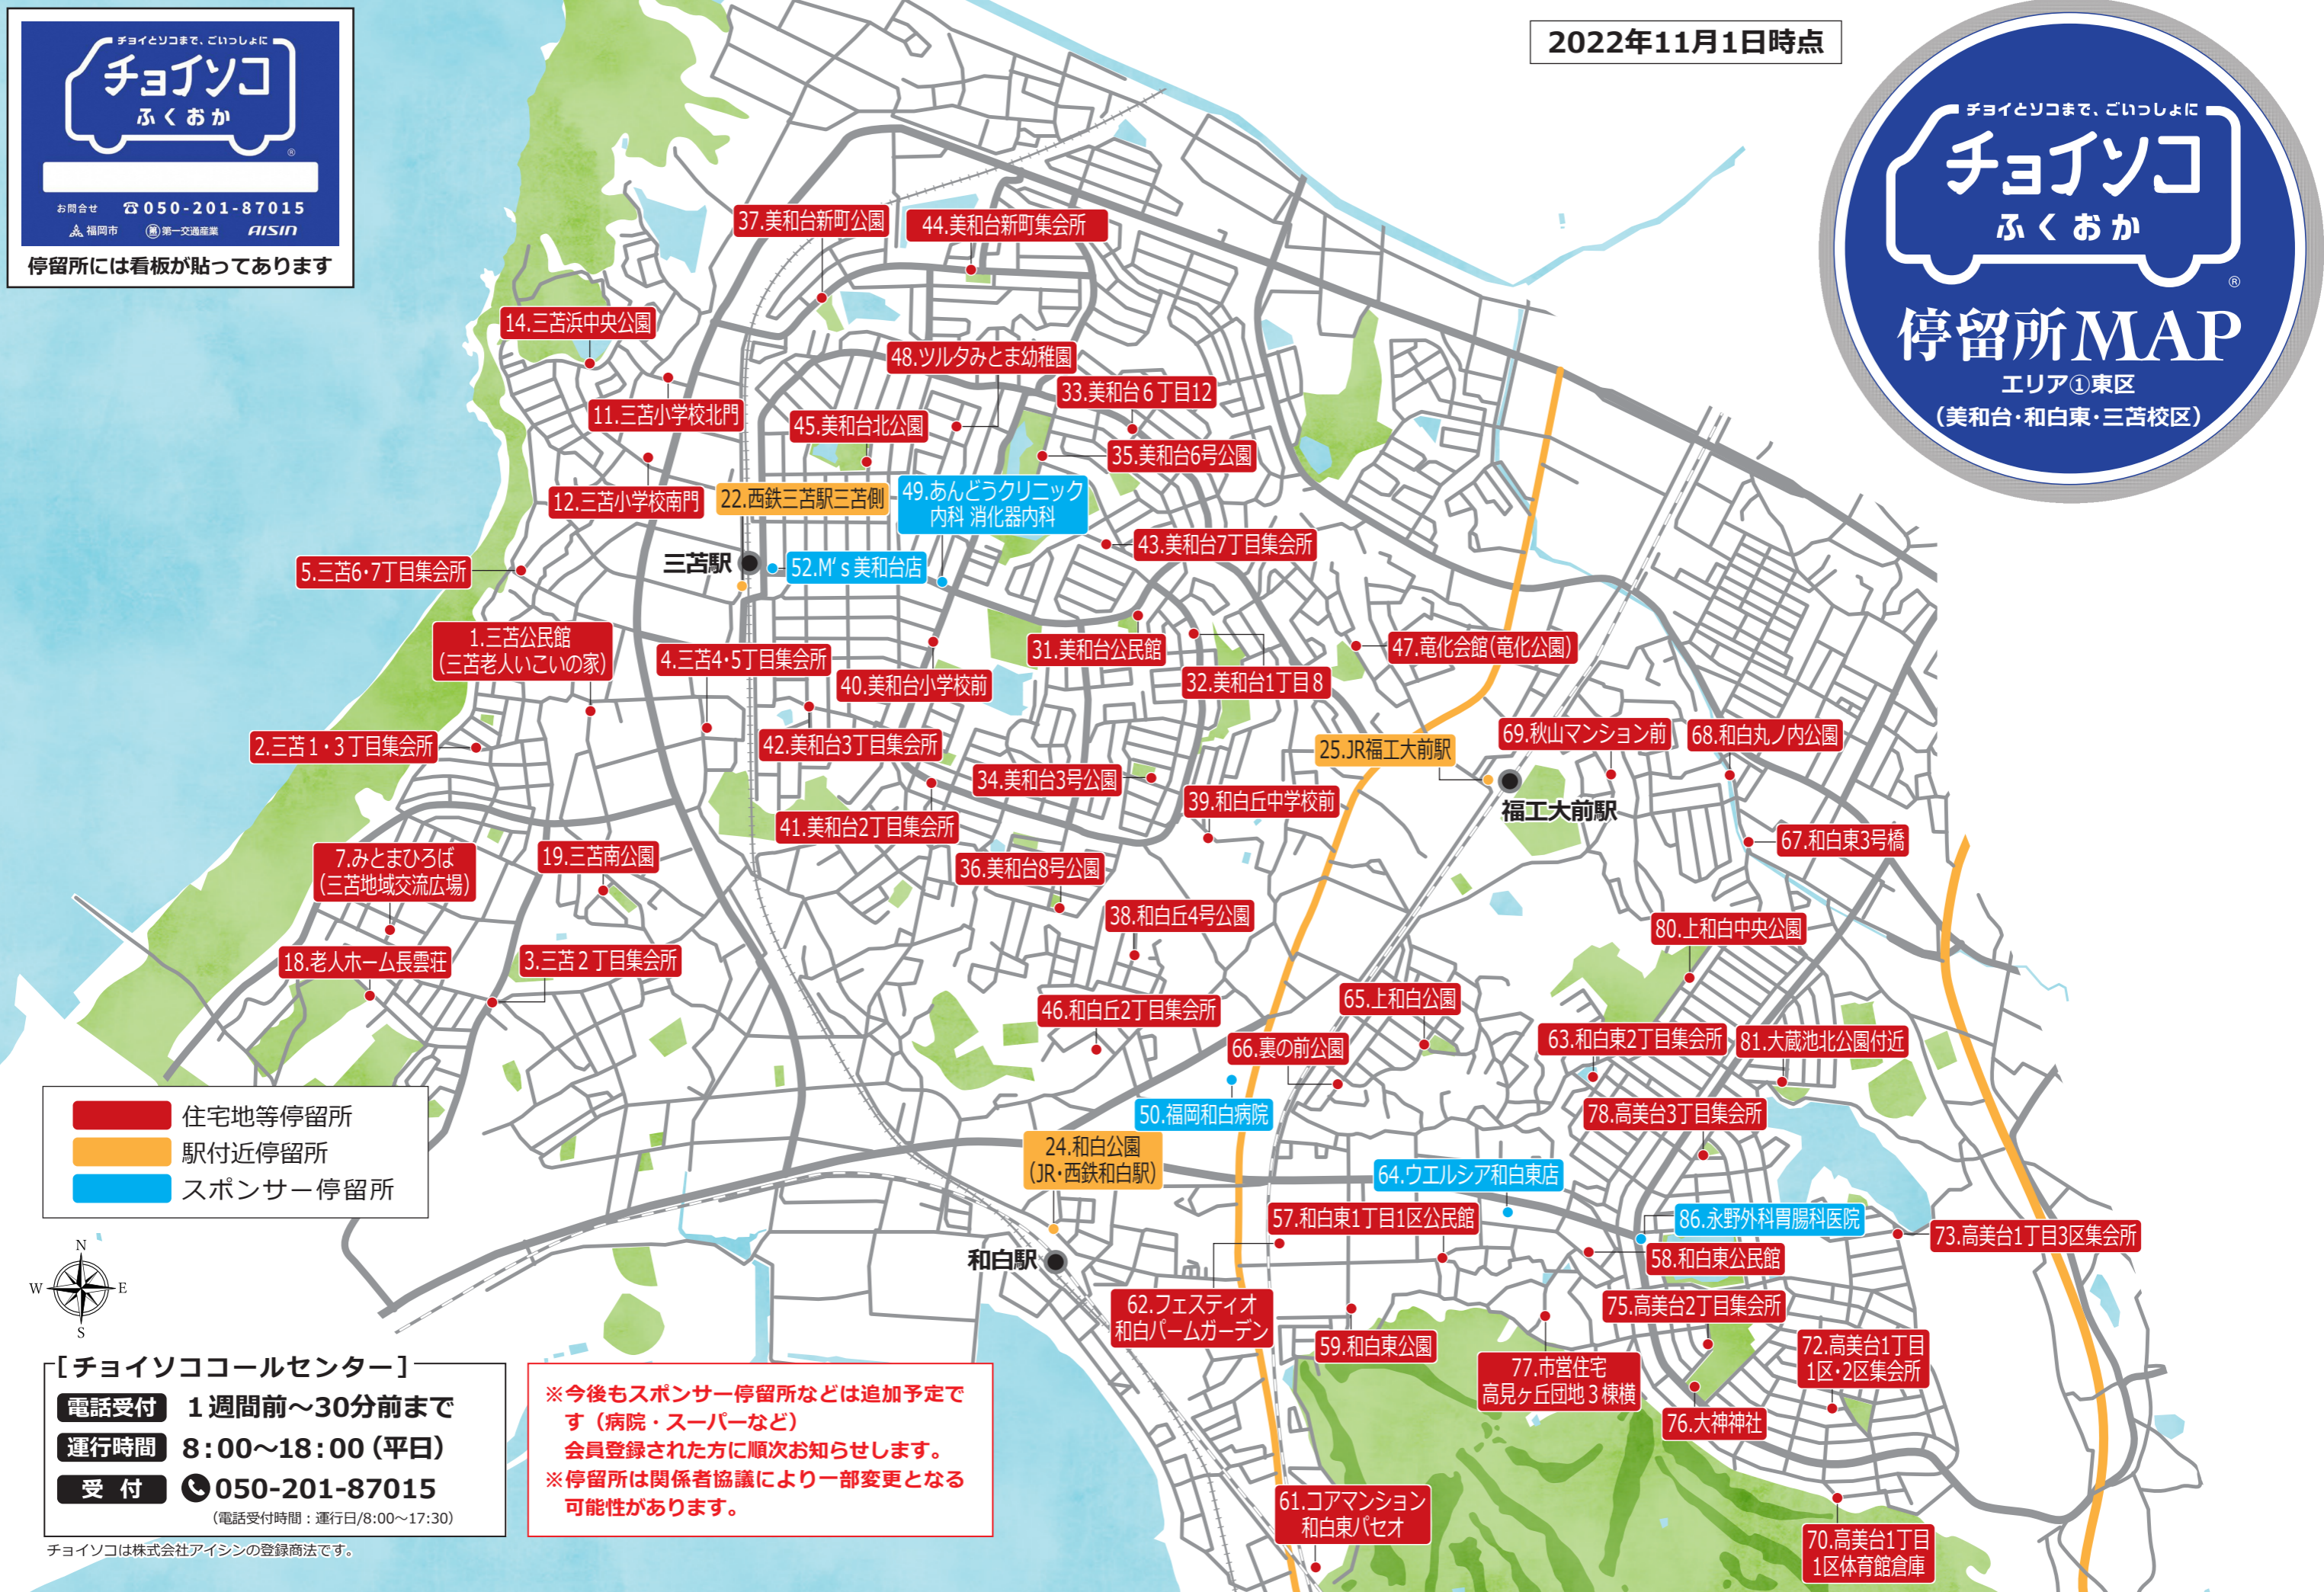 チョイとソコまで、ごいっしょに
チョイソコ
ふくおか
®
お問合せ ☎050-201-87015
福岡市 第一交通産業 AISIN
停留所には看板が貼ってあります
2022年11月1日時点
チョイとソコまで、ごいっしょに
チョイソコ
ふくおか
®
停留所MAP
エリア①東区
（美和台・和白東・三苫校区）
37.美和台新町公園
44.美和台新町集会所
14.三苫浜中央公園
48.ツルタみとま幼稚園
33.美和台６丁目12
11.三苫小学校北門
45.美和台北公園
35.美和台6号公園
12.三苫小学校南門
22.西鉄三苫駅三苫側
49.あんどうクリニック
内科 消化器内科
43.美和台7丁目集会所
三苫駅
52.M‘ｓ美和台店
5.三苫6・7丁目集会所
1.三苫公民館
（三苫老人いこいの家）
4.三苫4・5丁目集会所
31.美和台公民館
47.竜化会館（竜化公園）
40.美和台小学校前
32.美和台1丁目８
2.三苫１・３丁目集会所
42.美和台3丁目集会所
25.JR福工大前駅
69.秋山マンション前
68.和白丸ノ内公園
34.美和台3号公園
39.和白丘中学校前
福工大前駅
41.美和台2丁目集会所
67.和白東3号橋
7.みとまひろば
（三苫地域交流広場）
19.三苫南公園
36.美和台8号公園
38.和白丘4号公園
80.上和白中央公園
18.老人ホーム長雲荘
3.三苫２丁目集会所
46.和白丘2丁目集会所
65.上和白公園
66.裏の前公園
63.和白東2丁目集会所
81.大蔵池北公園付近
50.福岡和白病院
78.高美台3丁目集会所
住宅地等停留所
駅付近停留所
スポンサー停留所
24.和白公園
（JR・西鉄和白駅）
64.ウエルシア和白東店
57.和白東1丁目1区公民館
86.永野外科胃腸科医院
73.高美台1丁目3区集会所
和白駅
58.和白東公民館
62.フェスティオ
和白パームガーデン
75.高美台2丁目集会所
59.和白東公園
77.市営住宅
高見ヶ丘団地３棟横
72.高美台1丁目
1区・2区集会所
76.大神神社
61.コアマンション
和白東パセオ
70.高美台1丁目
1区体育館倉庫
N
W E
S
［チョイソココールセンター］
電話受付 １週間前～30分前まで
運行時間 8：00～18：00（平日）
受 付 050-201-87015
（電話受付時間：運行日/8:00～17:30）
チョイソコは株式会社アイシンの登録商法です。
※今後もスポンサー停留所などは追加予定で
す（病院・スーパーなど）
会員登録された方に順次お知らせします。
※停留所は関係者協議により一部変更となる
可能性があります。